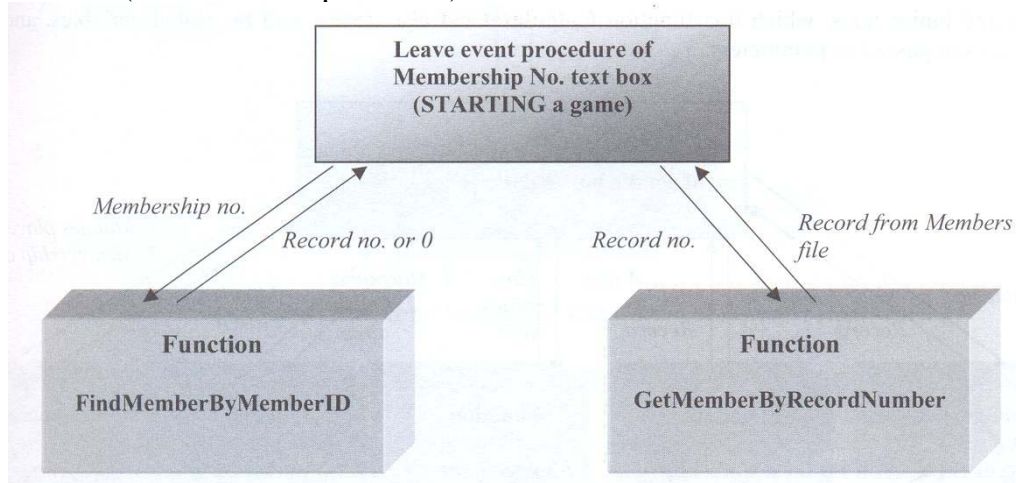 Leave event procedure of
Membership No. text box
(STARTING a game)
Membership no.
Record no. or 0
Record no.
Record from Members
file
Function
FindMemberByMemberID
Function
GetMemberByRecordNumber